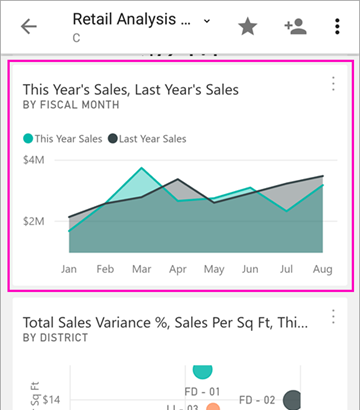 Retail Analysis ...
C
This Year's Sales, Last Year's Sales
BY FISCAL MONTH
This Year Sales Last Year Sales
$4M
$2M
Jan Feb Mar Apr May Jun Jul Aug
Total Sales Variance %, Sales Per Sq Ft, Thi...
BY DISTRICT
Sq Ft
$14
FD - 01
FD - 02